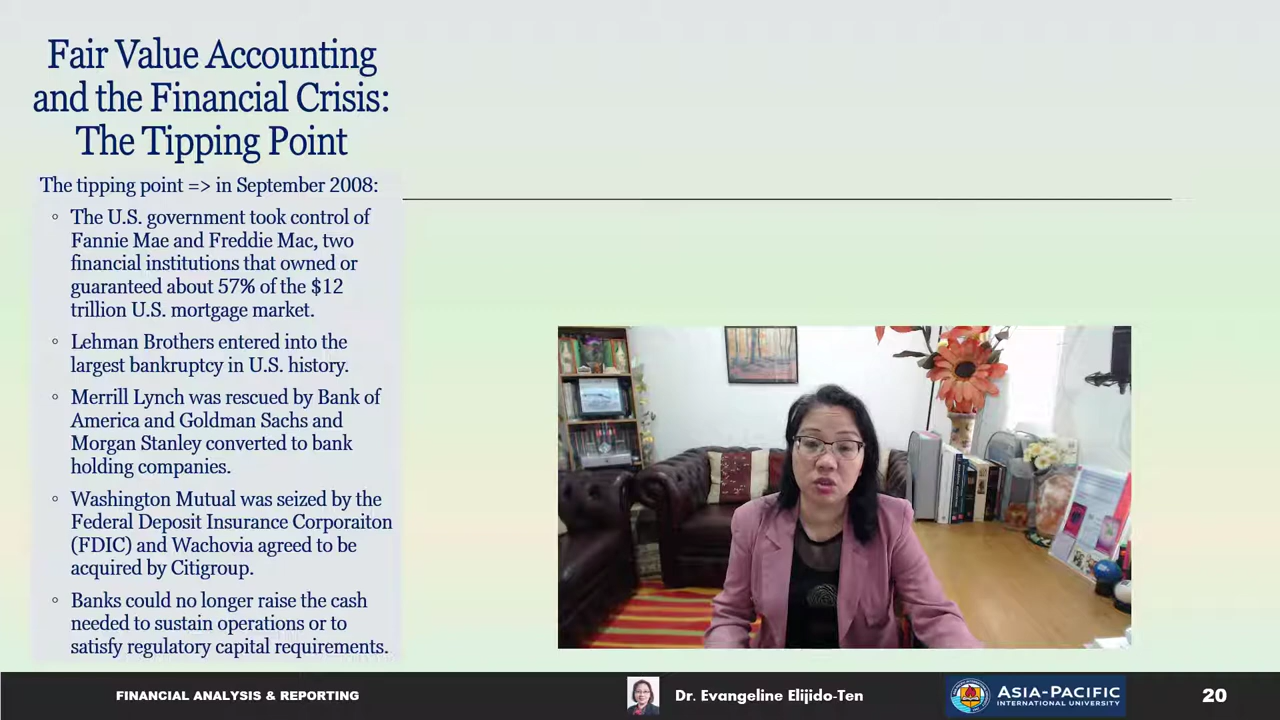 Fair Value Accounting
and the Financial Crisis:
The Tipping Point
The tipping point => in September 2008:
◦ The U.S. government took control of
Fannie Mae and Freddie Mac, two
financial institutions that owned or
guaranteed about 57% of the $12
trillion U.S. mortgage market.
◦ Lehman Brothers entered into the
largest bankruptcy in U.S. history.
◦ Merrill Lynch was rescued by Bank of
America and Goldman Sachs and
Morgan Stanley converted to bank
holding companies.
◦ Washington Mutual was seized by the
Federal Deposit Insurance Corporaiton
(FDIC) and Wachovia agreed to be
acquired by Citigroup.
◦ Banks could no longer raise the cash
needed to sustain operations or to
satisfy regulatory capital requirements.
FINANCIAL ANALYSIS & REPORTING
Dr. Evangeline Elijido-Ten
ASIA-PACIFIC
INTERNATIONAL UNIVERSITY
20